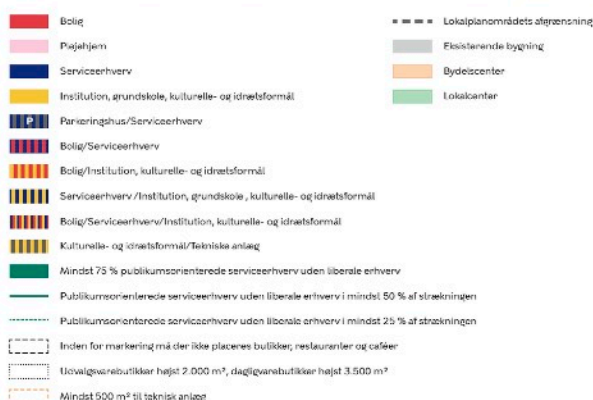 Bolig
Plejehjem
Serviceerhverv
Institution, grundskole, kulturelle- og idrætsformål
P Parkeringshus/Serviceerhverv
Bolig/Serviceerhverv
Bolig/Institution, kulturelle- og idrætsformål
Serviceerhverv/Institution, grundskole, kulturelle- og idrætsformål
Bolig/Serviceerhverv/Institution, kulturelle- og idrætsformål
Kulturelle- og idrætsformål/Tekniske anlæg
Mindst 75 % publikumsorienterede serviceerhverv uden liberale erhverv
Publikumsorienterede serviceerhverv uden liberale erhverv i mindst 50 % af strækningen
Publikumsorienterede serviceerhverv uden liberale erhverv i mindst 25 % af strækningen
Inden for markering må der ikke placeres butikker, restauranter og caféer
Udvalgsvarebutikker højst 2.000 m², dagligvarebutikker højst 3.500 m²
Mindst 500 m² til teknisk anlæg
Lokalplanområdets afgrænsning
Eksisterende bygning
Bydelscenter
Lokalcenter